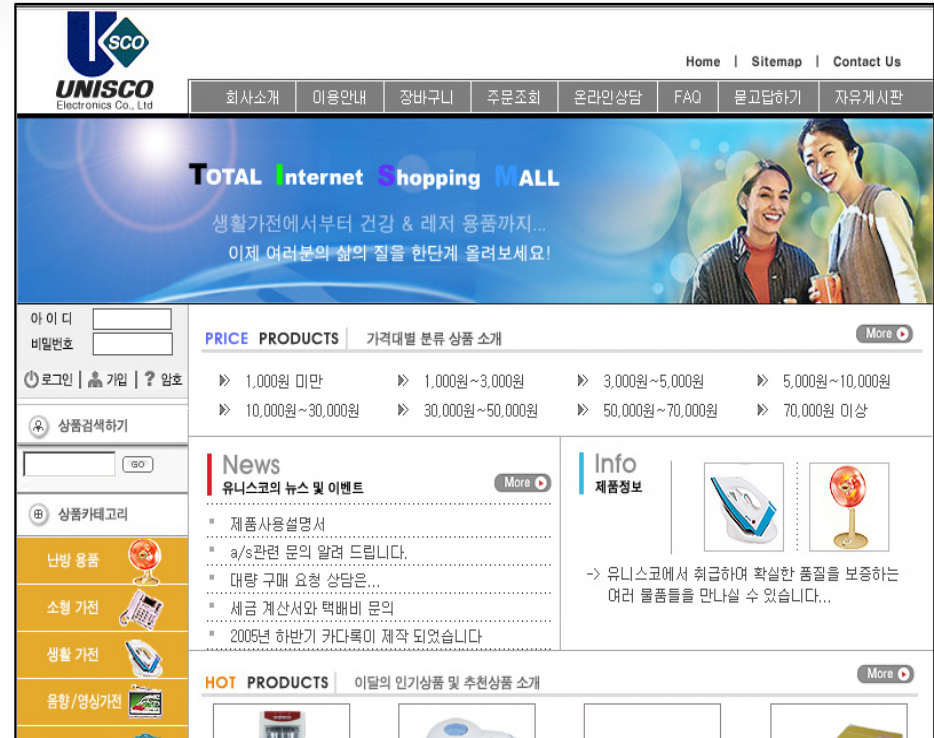 SCO
UNISCO
Electronics Co., Ltd
Home | Sitemap | Contact Us
회사소개 | 이용안내 | 장바구니 | 주문조회 | 온라인상담 | FAQ | 묻고답하기 | 자유게시판
TOTAL Internet Shopping MALL
생활가전에서부터 건강 & 레저 용품까지...
이제 여러분의 삶의 질을 한단계 올려보세요!
아 이 디
비밀번호
로그인 | 가입 | ? 암호
상품검색하기
GO
상품카테고리
난방 용품
소형 가전
생활 가전
음향/영상가전
PRICE PRODUCTS | 가격대별 분류 상품 소개
More
1,000원 미만 1,000원~3,000원 3,000원~5,000원 5,000원~10,000원
10,000원~30,000원 30,000원~50,000원 50,000원~70,000원 70,000원 이상
News
유니스코의 뉴스 및 이벤트
More
제품사용설명서
a/s관련 문의 알려 드립니다.
대량 구매 요청 상담은...
세금 계산서와 택배비 문의
2005년 하반기 카다록이 제작 되었습니다
Info
제품정보
-> 유니스코에서 취급하며 확실한 품질을 보증하는
여러 물품들을 만나실 수 있습니다...
HOT PRODUCTS | 이달의 인기상품 및 추천상품 소개
More